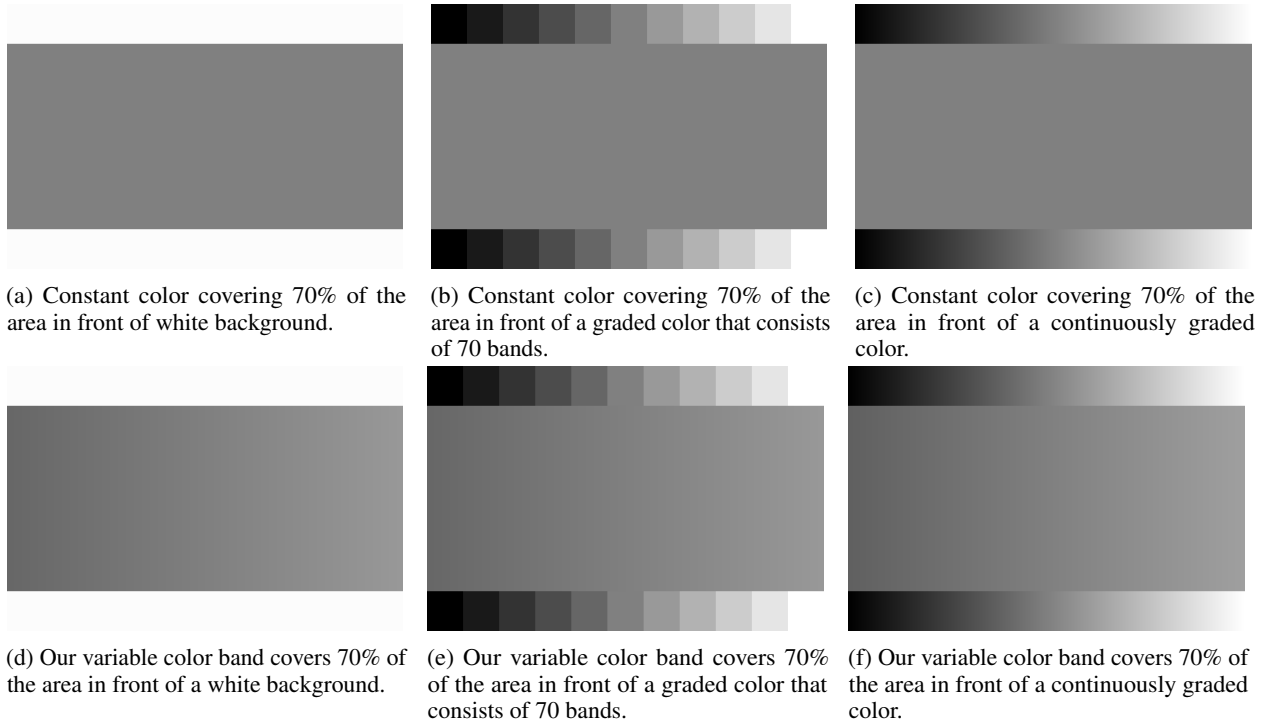 (a) Constant color covering 70% of the
area in front of white background.
(b) Constant color covering 70% of the
area in front of a graded color that consists
of 70 bands.
(c) Constant color covering 70% of the
area in front of a continuously graded
color.
(d) Our variable color band covers 70% of
the area in front of a white background.
(e) Our variable color band covers 70%
of the area in front of a graded color that
consists of 70 bands.
(f) Our variable color band covers 70% of
the area in front of a continuously graded
color.